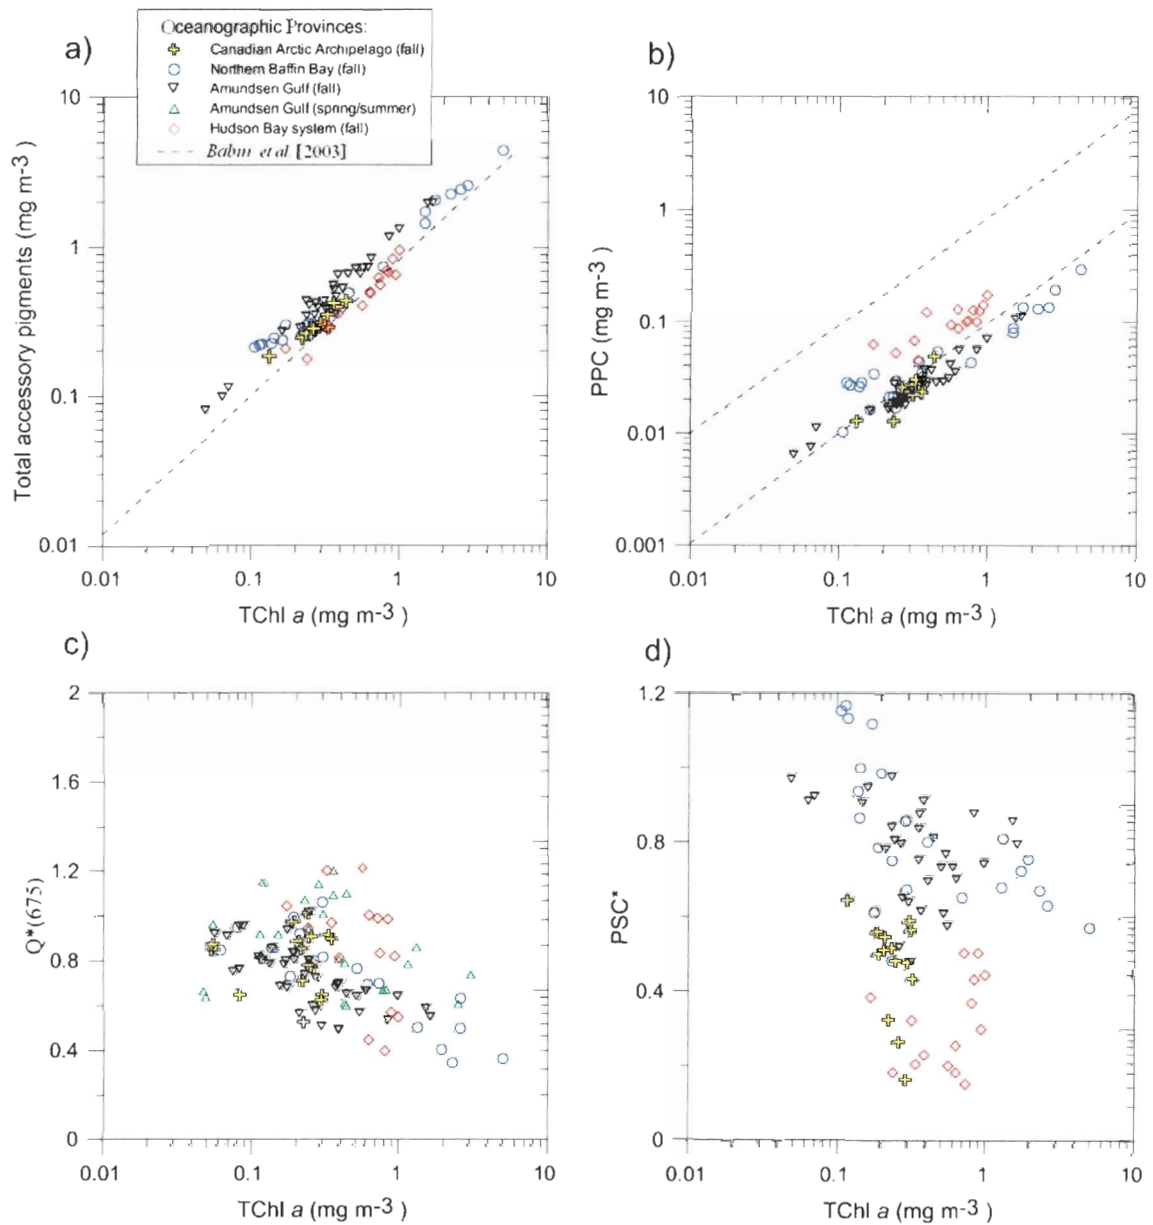 Oceanographic Provinces:
Canadian Arctic Archipelago (fall)
Northern Baffin Bay (fall)
Amundsen Gulf (fall)
Amundsen Gulf (spring/summer)
Hudson Bay system (fall)
Babin et al. [2003]
a)
Total accessory pigments (mg m-3 )
10
1
0.1
0.01
0.01 0.1 1 10
TChl a (mg m-3 )
b)
PPC (mg m-3 )
10
1
0.1
0.01
0.001
0.01 0.1 1 10
TChl a (mg m-3 )
c)
Q*(675)
2
1.6
1.2
0.8
0.4
0
0.01 0.1 1 10
TChl a (mg m-3 )
d)
PSC*
1.2
0.8
0.4
0
0.01 0.1 1 10
TChl a (mg m-3 )